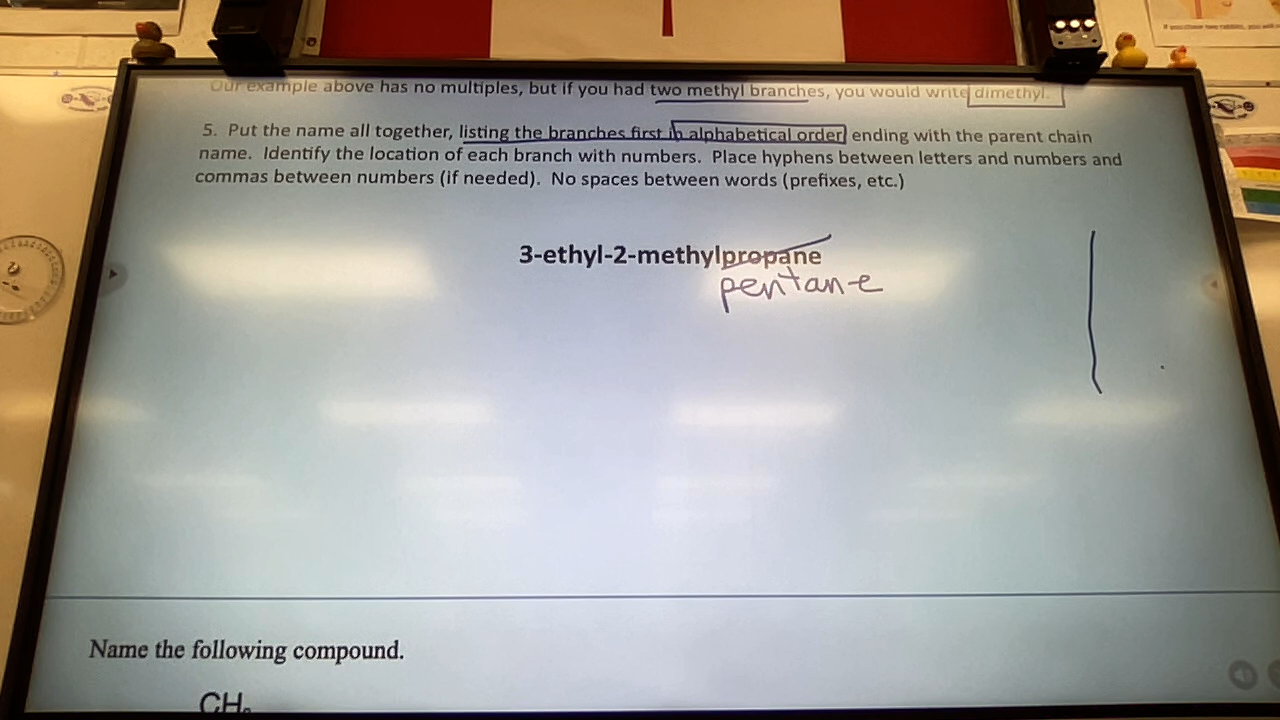 Our example above has no multiples, but if you had two methyl branches, you would write dimethyl.
5. Put the name all together, listing the branches first in alphabetical order, ending with the parent chain
name. Identify the location of each branch with numbers. Place hyphens between letters and numbers and
commas between numbers (if needed). No spaces between words (prefixes, etc.)
3-ethyl-2-methylpropane
pentane
Name the following compound.
CH